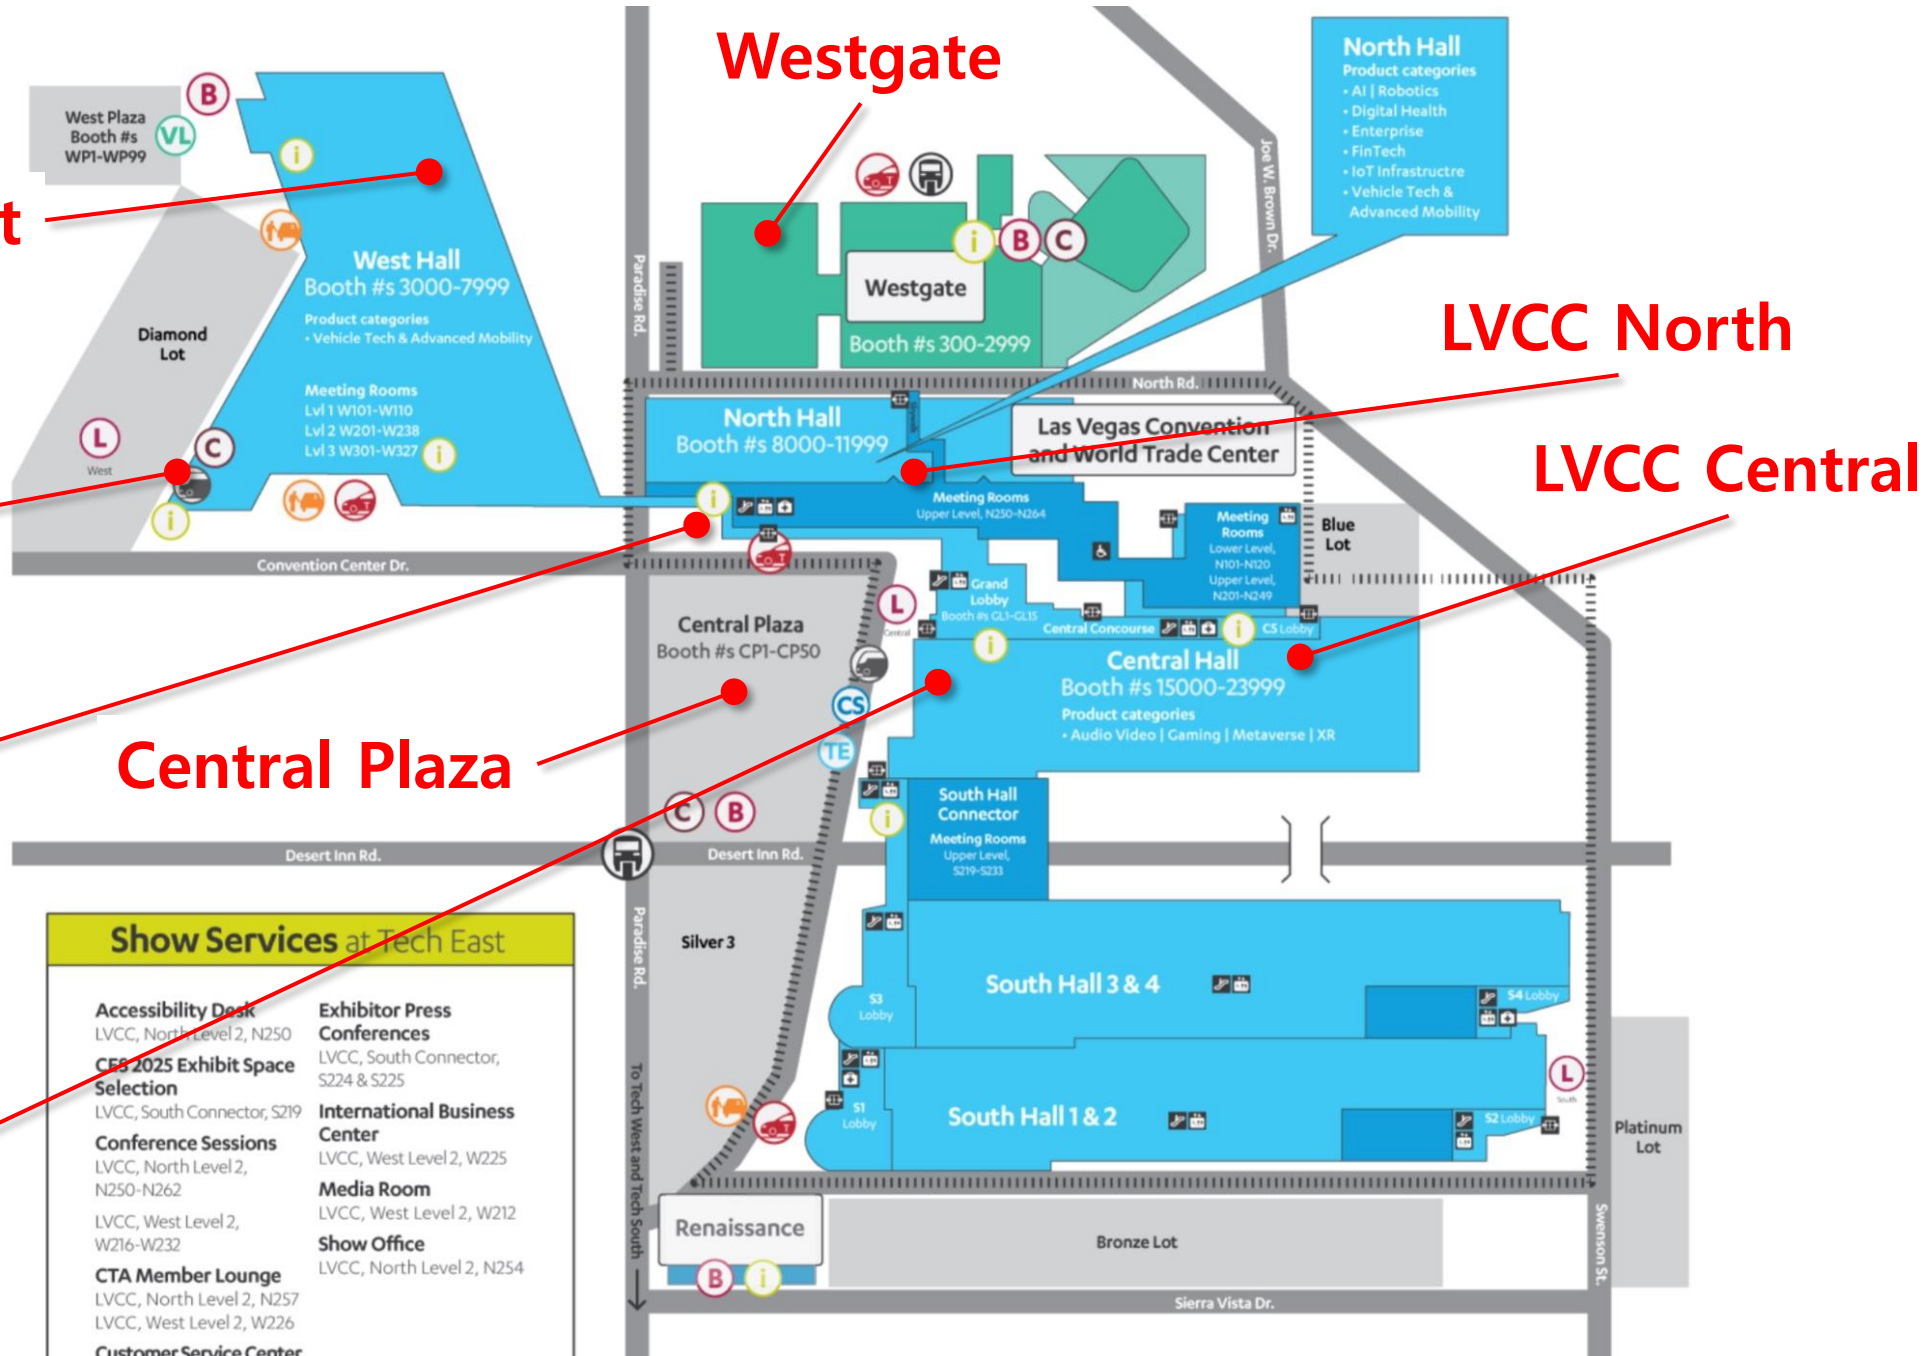 Westgate
North Hall
Product categories
• AI | Robotics
• Digital Health
• Enterprise
• FinTech
• IoT Infrastructre
• Vehicle Tech &
Advanced Mobility
West Plaza
Booth #s
WP1-WP99
B
VL
i
t
West Hall
Booth #s 3000-7999
Product categories
• Vehicle Tech & Advanced Mobility
Meeting Rooms
Lvl 1 W101-W110
Lvl 2 W201-W238
Lvl 3 W301-W327
i
Diamond
Lot
L
West
C
i
Paradise Rd.
Joe W. Brown Dr.
i
B
C
Westgate
Booth #s 300-2999
LVCC North
North Rd.
North Hall
Booth #s 8000-11999
Las Vegas Convention
and World Trade Center
LVCC Central
i
Meeting Rooms
Upper Level, N250-N264
Meeting
Rooms
Lower Level,
N101-N120
Upper Level,
N201-N249
Blue
Lot
Convention Center Dr.
Grand
Lobby
Booth #s GL1-GL15
Central Concourse
i
C5 Lobby
L
Central
i
Central Plaza
Booth #s CP1-CP50
Central Hall
Booth #s 15000-23999
Product categories
• Audio Video | Gaming | Metaverse | XR
CS
TE
Central Plaza
C
B
i
South Hall
Connector
Meeting Rooms
Upper Level,
S219-S233
Desert Inn Rd.
Desert Inn Rd.
Paradise Rd.
Silver 3
Show Services at Tech East
Accessibility Desk
LVCC, North Level 2, N250
CES 2025 Exhibit Space
Selection
LVCC, South Connector, S219
Conference Sessions
LVCC, North Level 2,
N250-N262
LVCC, West Level 2,
W216-W232
CTA Member Lounge
LVCC, North Level 2, N257
LVCC, West Level 2, W226
Customer Service Center
Exhibitor Press
Conferences
LVCC, South Connector,
S224 & S225
International Business
Center
LVCC, West Level 2, W225
Media Room
LVCC, West Level 2, W212
Show Office
LVCC, North Level 2, N254
South Hall 3 & 4
S3
Lobby
S4 Lobby
South Hall 1 & 2
S1
Lobby
S2 Lobby
L
South
Platinum
Lot
To Tech West and Tech South
Renaissance
B
i
Bronze Lot
Swenson St.
Sierra Vista Dr.